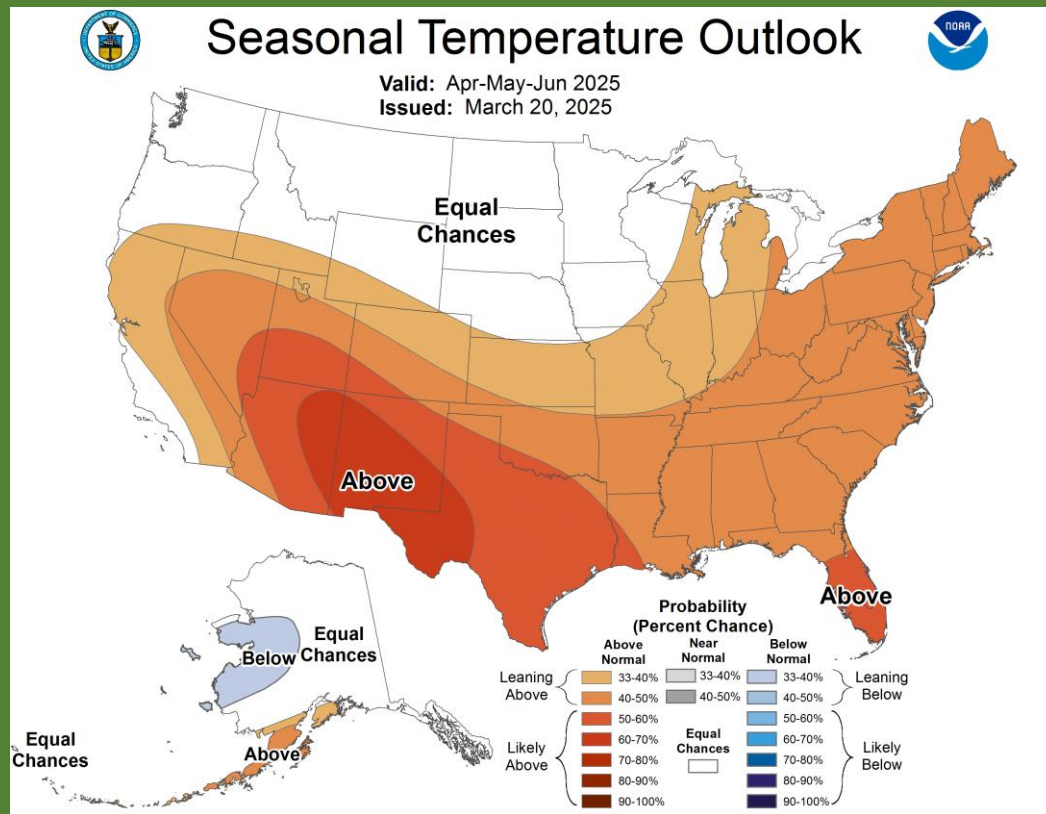 Seasonal Temperature Outlook
NOAA
Valid: Apr-May-Jun 2025
Issued: March 20, 2025
Equal
Chances
Above
Above
Below
Equal
Chances
Above
Equal
Chances
Probability
(Percent Chance)
Above Normal
Near Normal
Below Normal
Leaning Above
33-40% 33-40% 33-40%
40-50% 40-50% 40-50%
Leaning Below
Likely Above
50-60% 50-60%
60-70% 60-70%
70-80% 70-80%
80-90% 80-90%
90-100% 90-100%
Likely Below
Equal
Chances